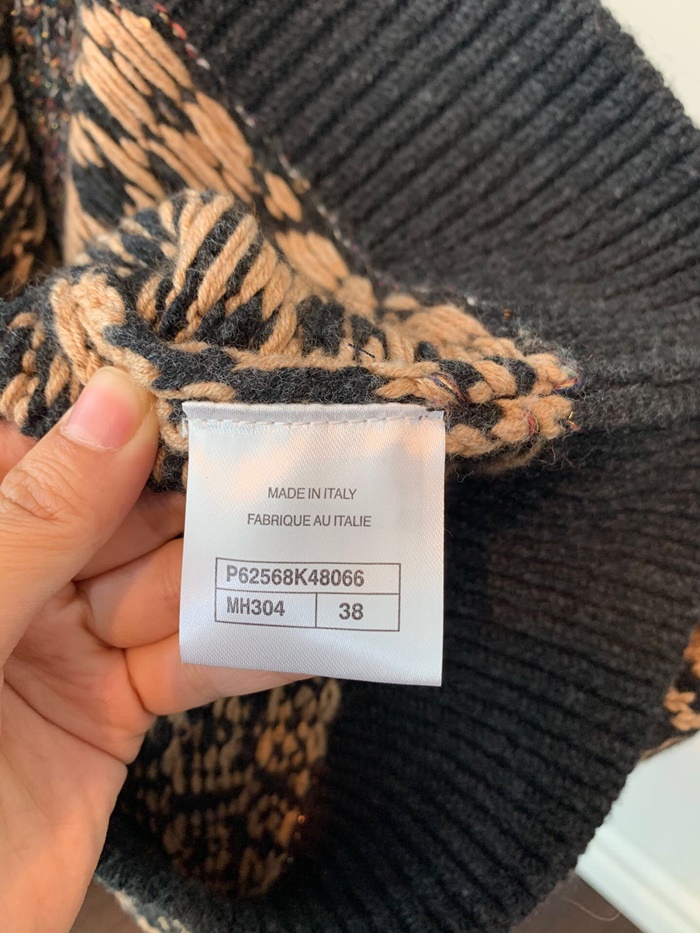 MADE IN ITALY
FABRIQUE AU ITALIE
P62568K48066
MH304 38